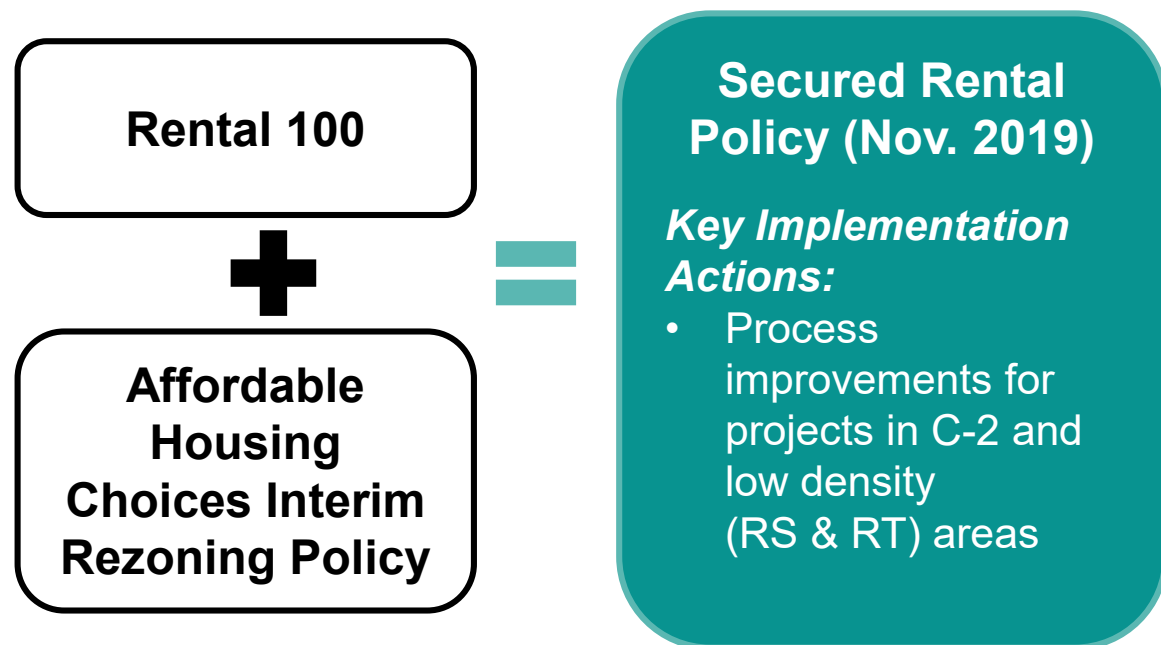 Rental 100
Affordable
Housing
Choices Interim
Rezoning Policy
Secured Rental
Policy (Nov. 2019)
Key Implementation
Actions:
• Process
improvements for
projects in C-2 and
low density
(RS & RT) areas